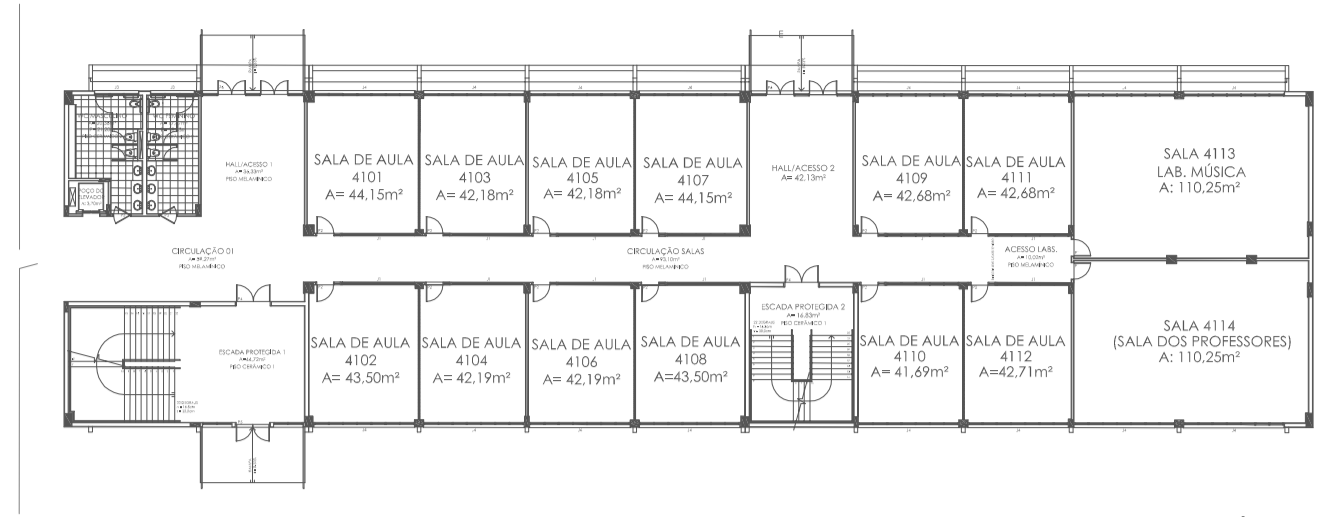 HALL/ACESSO 1
A= 36,33m²
PISO MELAMÍNICO
SALA DE AULA
4101
A= 44,15m²
SALA DE AULA
4103
A= 42,18m²
SALA DE AULA
4105
A= 42,18m²
SALA DE AULA
4107
A= 44,15m²
HALL/ACESSO 2
A= 42,13m²
SALA DE AULA
4109
A= 42,68m²
SALA DE AULA
4111
A= 42,68m²
SALA 4113
LAB. MÚSICA
A: 110,25m²
CIRCULAÇÃO 01
PISO MELAMÍNICO
CIRCULAÇÃO SALAS
A= 93,10m²
PISO MELAMÍNICO
ACESSO LABS.
PISO MELAMÍNICO
ESCADA PROTEGIDA 1
PISO CERÂMICO 1
SALA DE AULA
4102
A= 43,50m²
SALA DE AULA
4104
A= 42,19m²
SALA DE AULA
4106
A= 42,19m²
SALA DE AULA
4108
A=43,50m²
ESCADA PROTEGIDA 2
A= 16,83m²
PISO CERÂMICO 1
SALA DE AULA
4110
A= 41,69m²
SALA DE AULA
4112
A=42,71m²
SALA 4114
(SALA DOS PROFESSORES)
A: 110,25m²